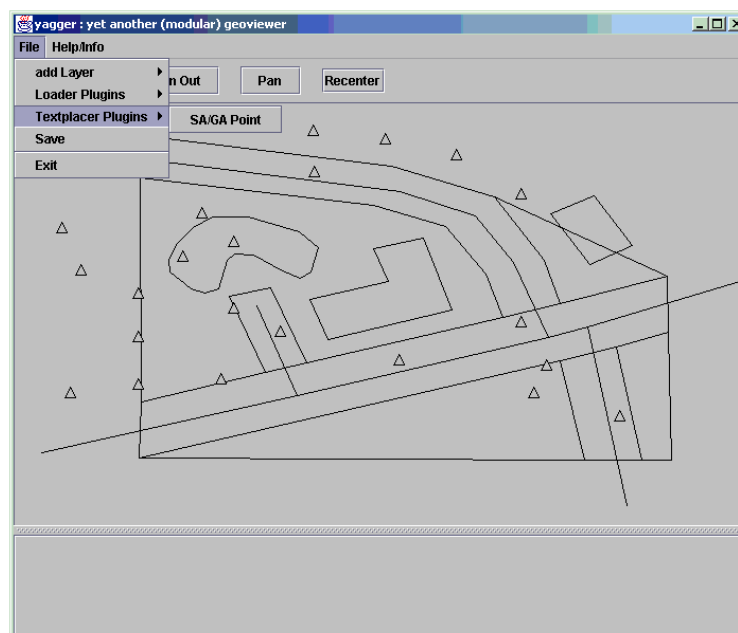 yagger : yet another (modular) geoviewer
File Help/Info
add Layer
Loader Plugins
Textplacer Plugins
Save
Exit
n Out
Pan
Recenter
SA/GA Point